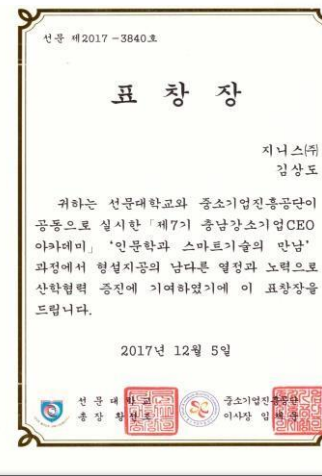 선문 제2017-3840호
표 창 장
지니스㈜
김상도
귀하는 선문대학교와 중소기업진흥공단이
공동으로 실시한 「제7기 충남강소기업CEO
아카데미」 '인문학과 스마트기술의 만남'
과정에서 형설지공의 남다른 열정과 노력으로
산학협력 증진에 기여하였기에 이 표창장을
드립니다.
2017년 12월 5일
선 문 대 학 교 중소기업진흥공단
총 장 황 이사장 임